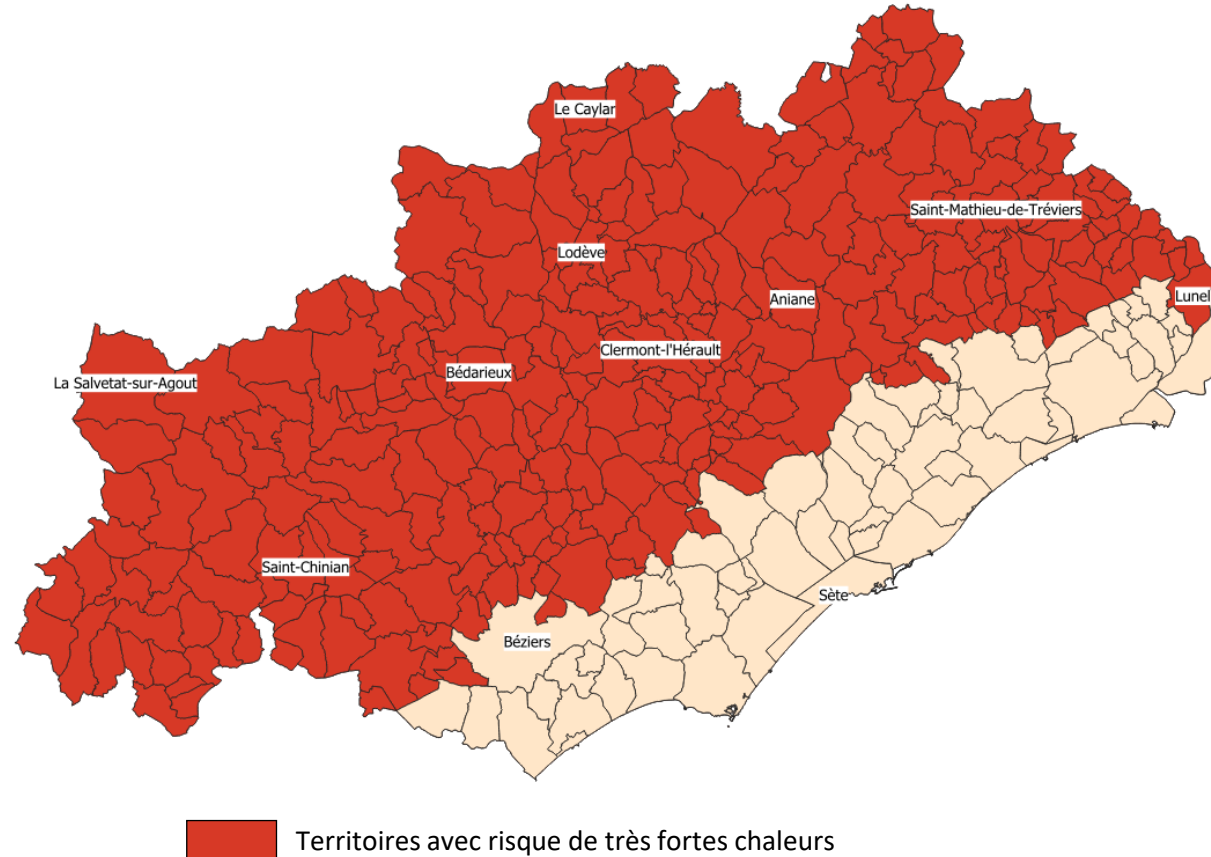 Le Caylar
Saint-Mathieu-de-Tréviers
Lodève
Aniane
Lunel
Clermont-l'Hérault
Bédarieux
La Salvetat-sur-Agout
Saint-Chinian
Sète
Béziers
Territoires avec risque de très fortes chaleurs